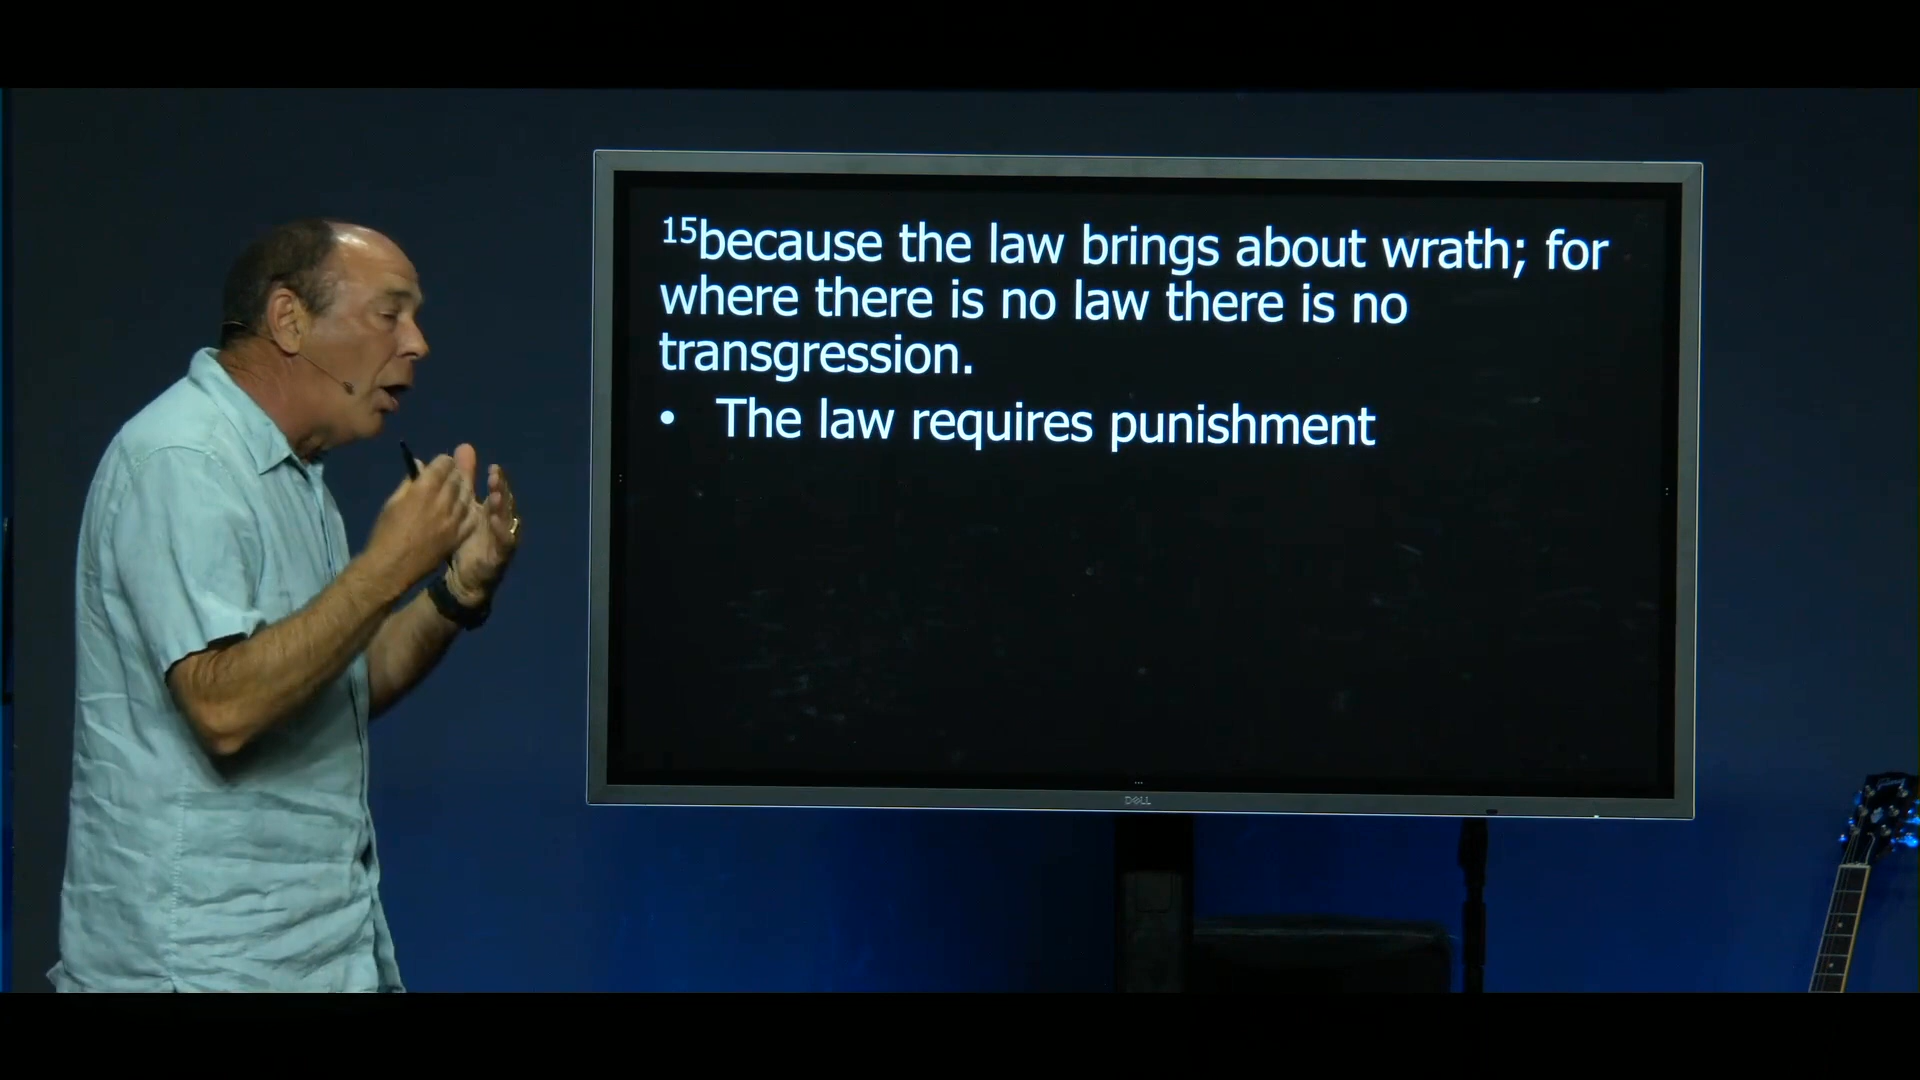 15because the law brings about wrath; for
where there is no law there is no
transgression.
• The law requires punishment
DELL